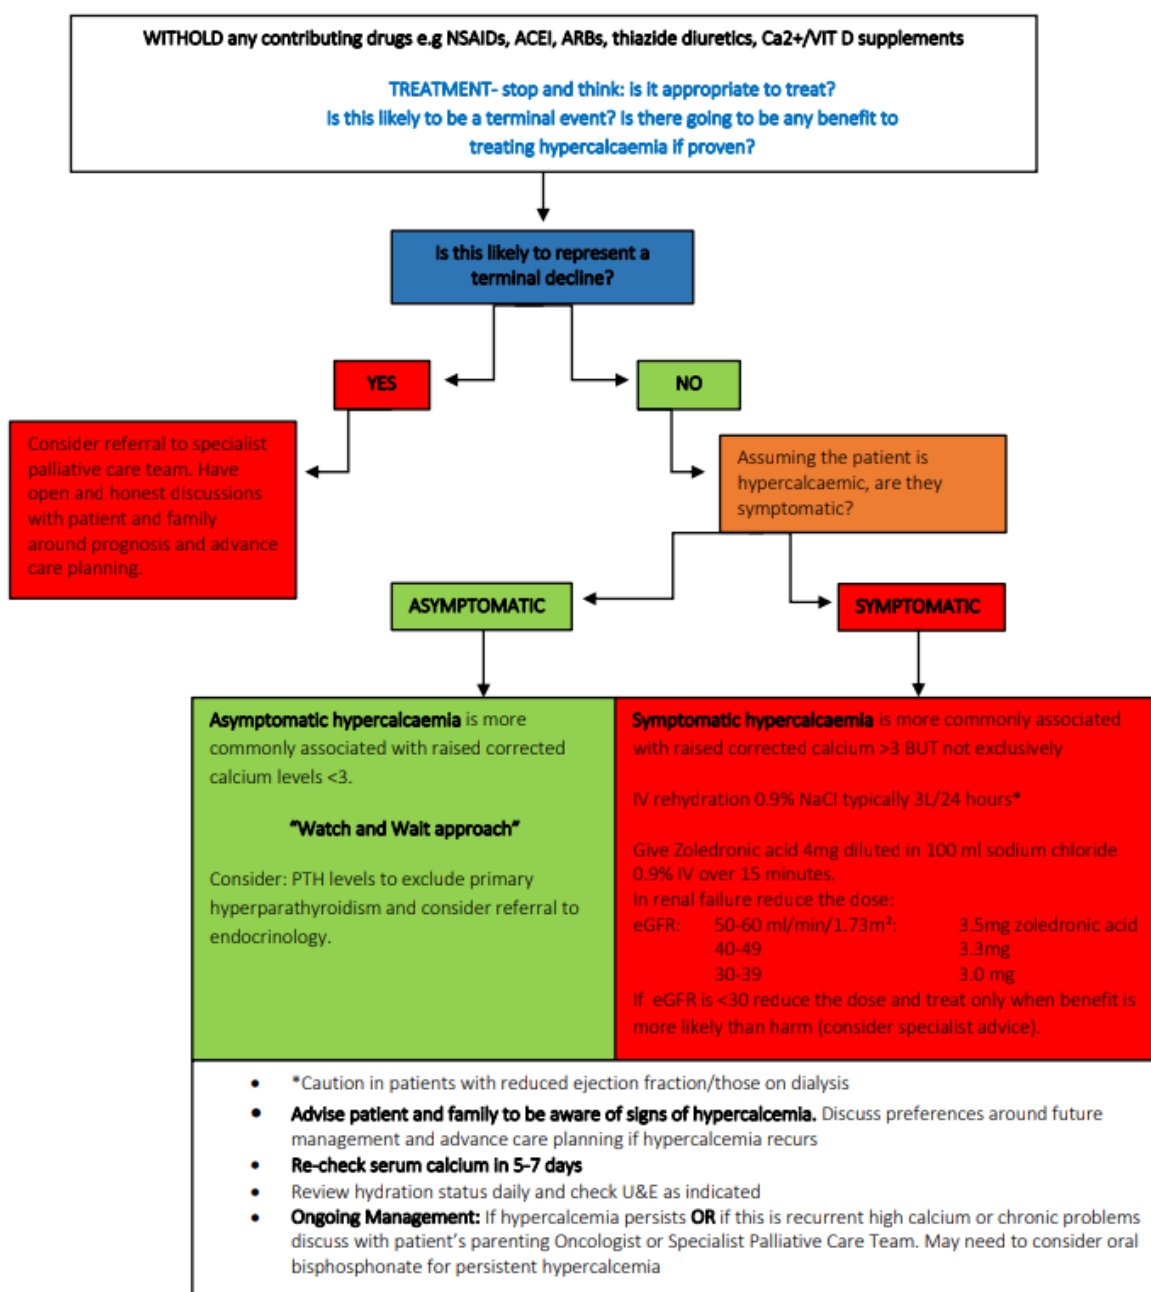 WITHOLD any contributing drugs e.g NSAIDs, ACEI, ARBs, thiazide diuretics, Ca2+/VIT D supplements
TREATMENT- stop and think: is it appropriate to treat?
Is this likely to be a terminal event? Is there going to be any benefit to
treating hypercalcaemia if proven?
Is this likely to represent a
terminal decline?
YES
NO
Consider referral to specialist
palliative care team. Have
open and honest discussions
with patient and family
around prognosis and advance
care planning.
Assuming the patient is
hypercalcaemic, are they
symptomatic?
ASYMPTOMATIC
SYMPTOMATIC
Asymptomatic hypercalcaemia is more
commonly associated with raised corrected
calcium levels <3.
"Watch and Wait approach"
Consider: PTH levels to exclude primary
hyperparathyroidism and consider referral to
endocrinology.
Symptomatic hypercalcaemia is more commonly associated
with raised corrected calcium >3 BUT not exclusively
IV rehydration 0.9% NaCl typically 3L/24 hours*
Give Zoledronic acid 4mg diluted in 100 ml sodium chloride
0.9% IV over 15 minutes.
In renal failure reduce the dose:
eGFR: 50-60 ml/min/1.73m²: 3.5mg zoledronic acid
40-49 3.3mg
30-39 3.0 mg
If eGFR is <30 reduce the dose and treat only when benefit is
more likely than harm (consider specialist advice).
• *Caution in patients with reduced ejection fraction/those on dialysis
• Advise patient and family to be aware of signs of hypercalcemia. Discuss preferences around future
management and advance care planning if hypercalcemia recurs
• Re-check serum calcium in 5-7 days
• Review hydration status daily and check U&E as indicated
• Ongoing Management: If hypercalcemia persists OR if this is recurrent high calcium or chronic problems
discuss with patient's parenting Oncologist or Specialist Palliative Care Team. May need to consider oral
bisphosphonate for persistent hypercalcemia